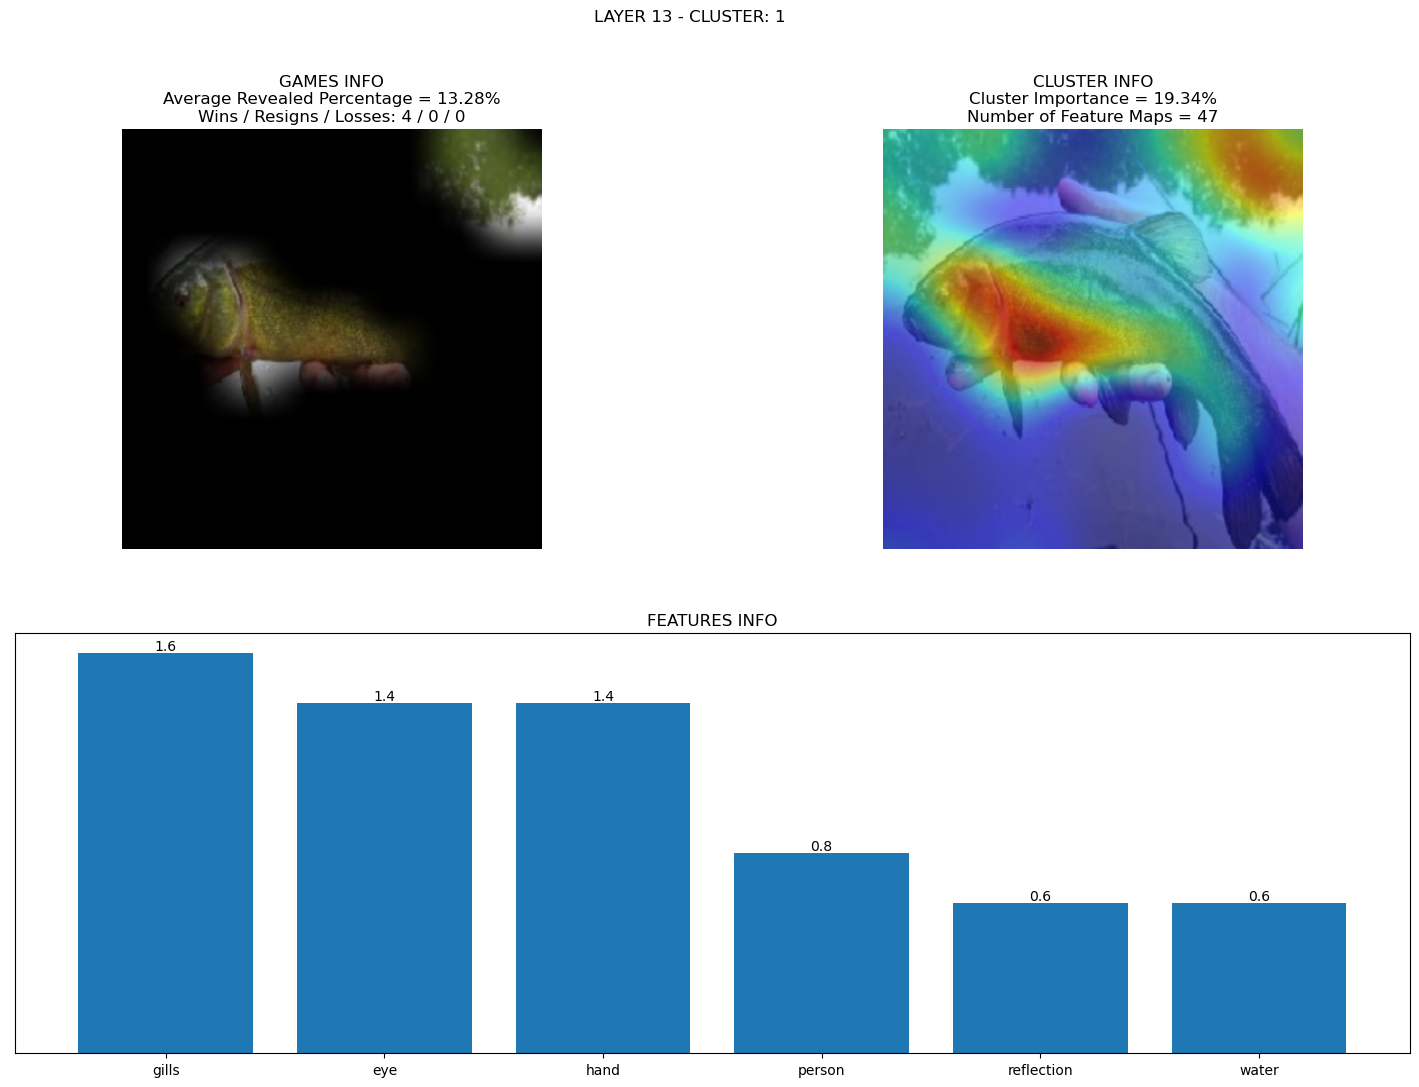 LAYER 13 - CLUSTER: 1
GAMES INFO
Average Revealed Percentage = 13.28%
Wins / Resigns / Losses: 4 / 0 / 0
CLUSTER INFO
Cluster Importance = 19.34%
Number of Feature Maps = 47
FEATURES INFO
1.6
1.4
1.4
0.8
0.6
0.6
gills
eye
hand
person
reflection
water